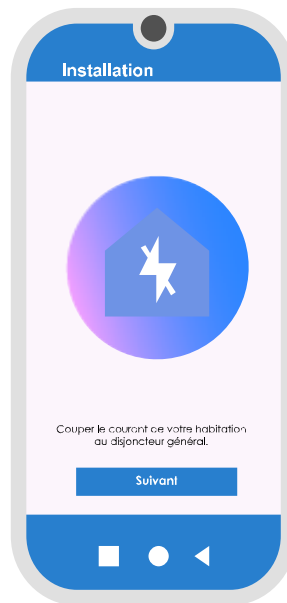 Installation
Couper le courant de votre habitation
au disjoncteur général.
Suivant